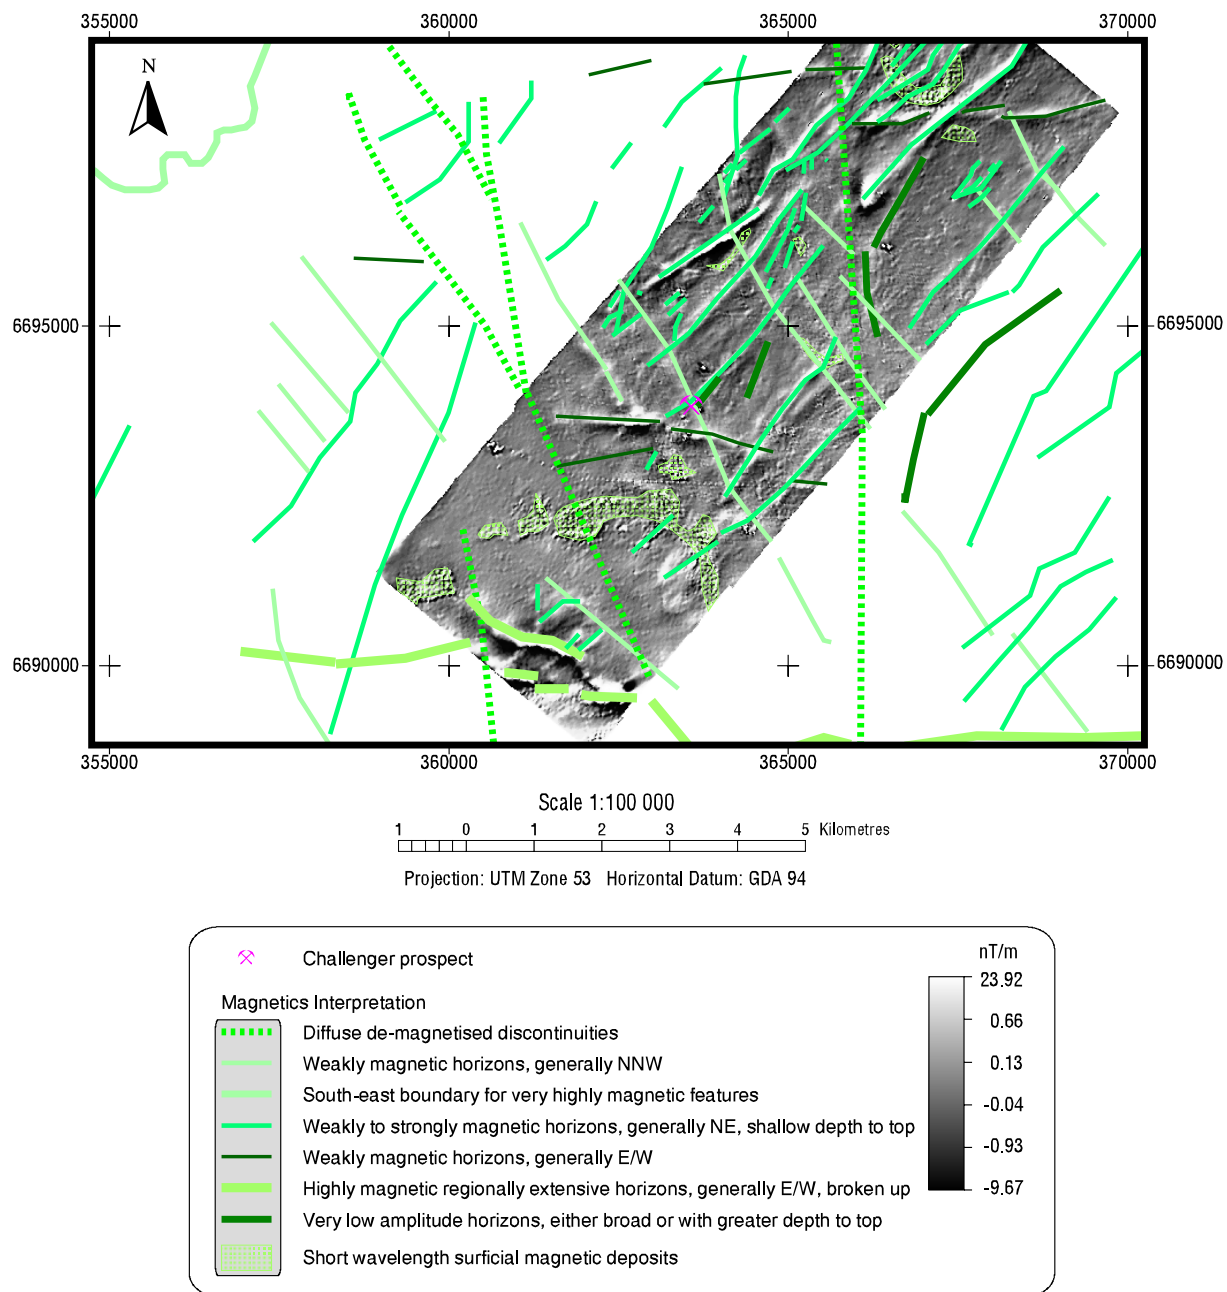 355000 360000 365000 370000
N
6695000 6695000
6690000 6690000
355000 360000 365000 370000
Scale 1:100 000
1 0 1 2 3 4 5 Kilometres
Projection: UTM Zone 53 Horizontal Datum: GDA 94
Challenger prospect
nT/m
Magnetics Interpretation
23.92
0.66
0.13
-0.04
-0.93
-9.67
Diffuse de-magnetised discontinuities
Weakly magnetic horizons, generally NNW
South-east boundary for very highly magnetic features
Weakly to strongly magnetic horizons, generally NE, shallow depth to top
Weakly magnetic horizons, generally E/W
Highly magnetic regionally extensive horizons, generally E/W, broken up
Very low amplitude horizons, either broad or with greater depth to top
Short wavelength surficial magnetic deposits